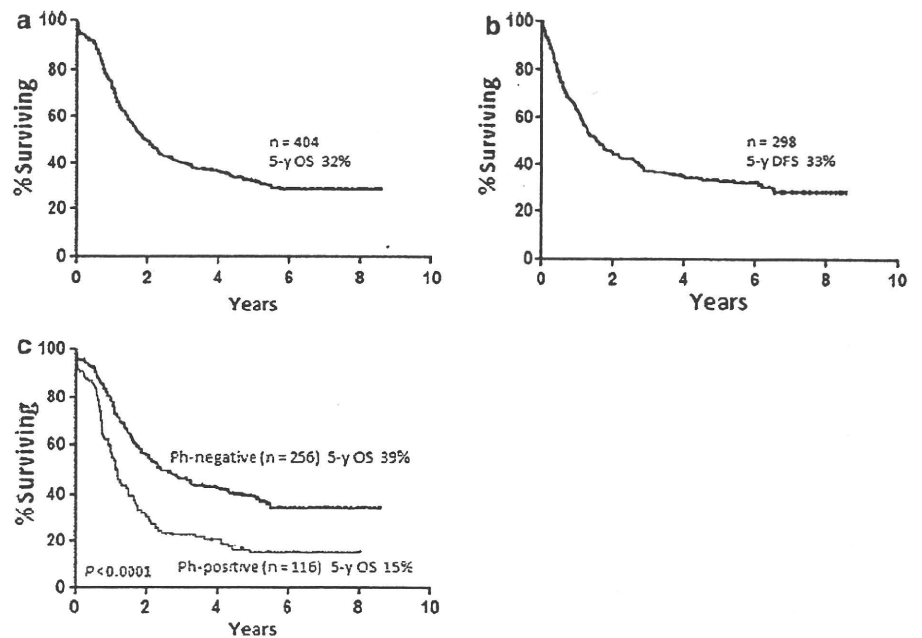 a
100
80
60
40
20
0
% Surviving
n = 404
5-y OS 32%
0 2 4 6 8 10
Years
b
100
80
60
40
20
0
% Surviving
n = 298
5-y DFS 33%
0 2 4 6 8 10
Years
c
100
80
60
40
20
0
% Surviving
Ph-negative (n = 256) 5-y OS 39%
Ph-positive (n = 116) 5-y OS 15%
P<0.0001
0 2 4 6 8 10
Years